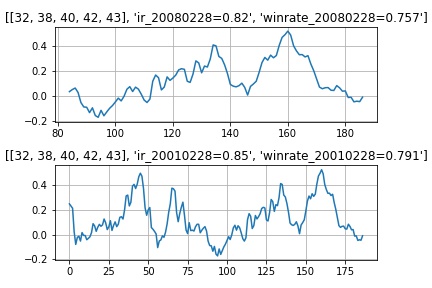 [[32, 38, 40, 42, 43], 'ir_20080228=0.82', 'winrate_20080228=0.757']
0.4
0.2
0.0
−0.2
80 100 120 140 160 180
[[32, 38, 40, 42, 43], 'ir_20010228=0.85', 'winrate_20010228=0.791']
0.4
0.2
0.0
−0.2
0 25 50 75 100 125 150 175